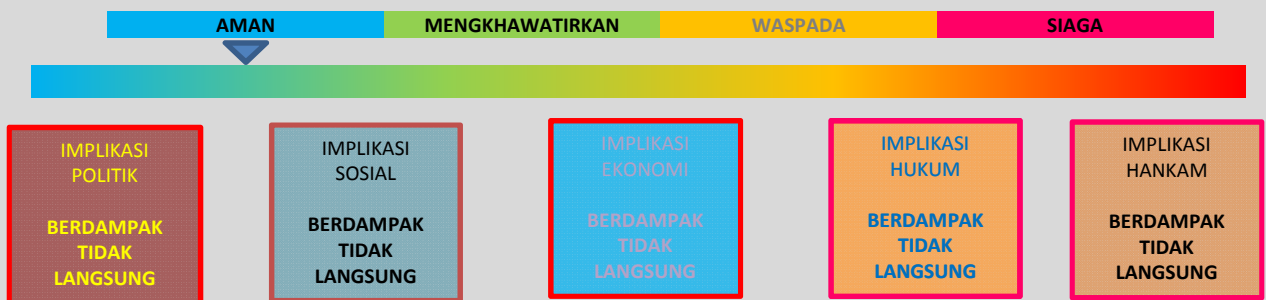 AMAN
MENGKHAWATIRKAN
WASPADA
SIAGA
IMPLIKASI
POLITIK
BERDAMPAK
TIDAK
LANGSUNG
IMPLIKASI
SOSIAL
BERDAMPAK
TIDAK
LANGSUNG
IMPLIKASI
EKONOMI
BERDAMPAK
TIDAK
LANGSUNG
IMPLIKASI
HUKUM
BERDAMPAK
TIDAK
LANGSUNG
IMPLIKASI
HANKAM
BERDAMPAK
TIDAK
LANGSUNG